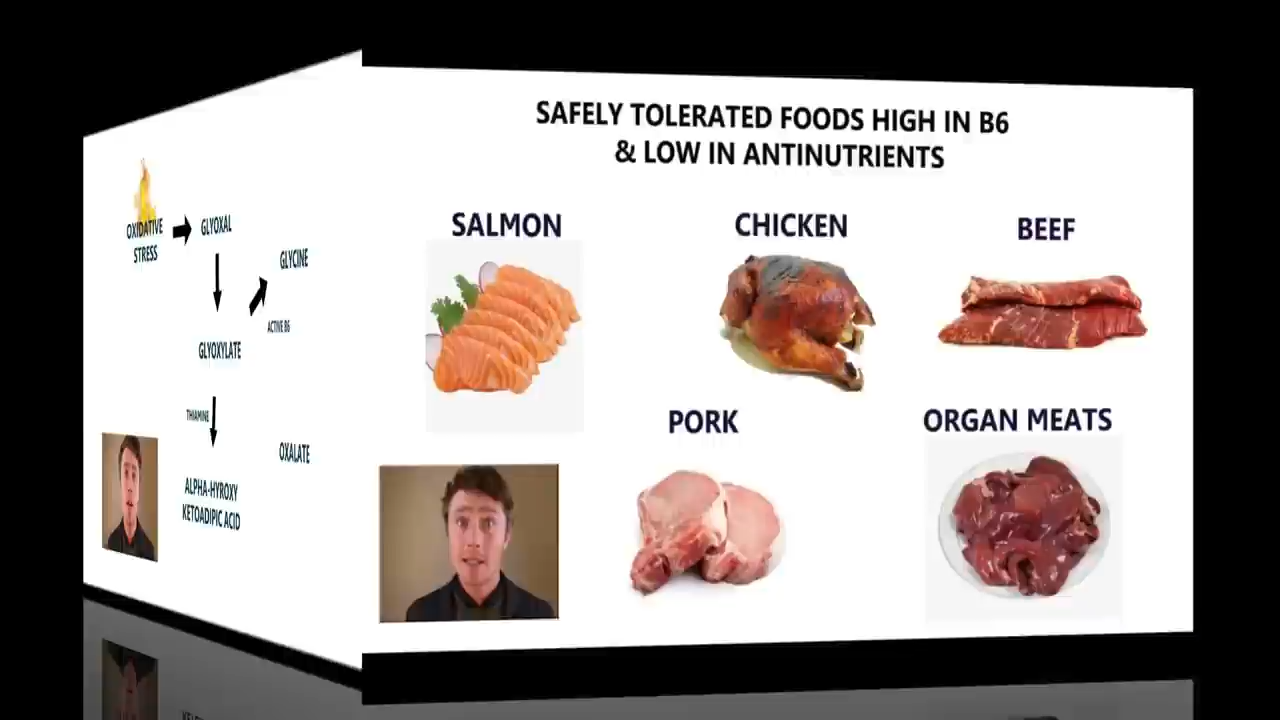 OXIDATIVE
STRESS
GLYOXAL
GLYCINE
ACTIVE B6
GLYOXYLATE
THIAMINE
OXALATE
ALPHA-HYROXY
KETOADIPIC ACID
SAFELY TOLERATED FOODS HIGH IN B6
& LOW IN ANTINUTRIENTS
SALMON
CHICKEN
BEEF
PORK
ORGAN MEATS